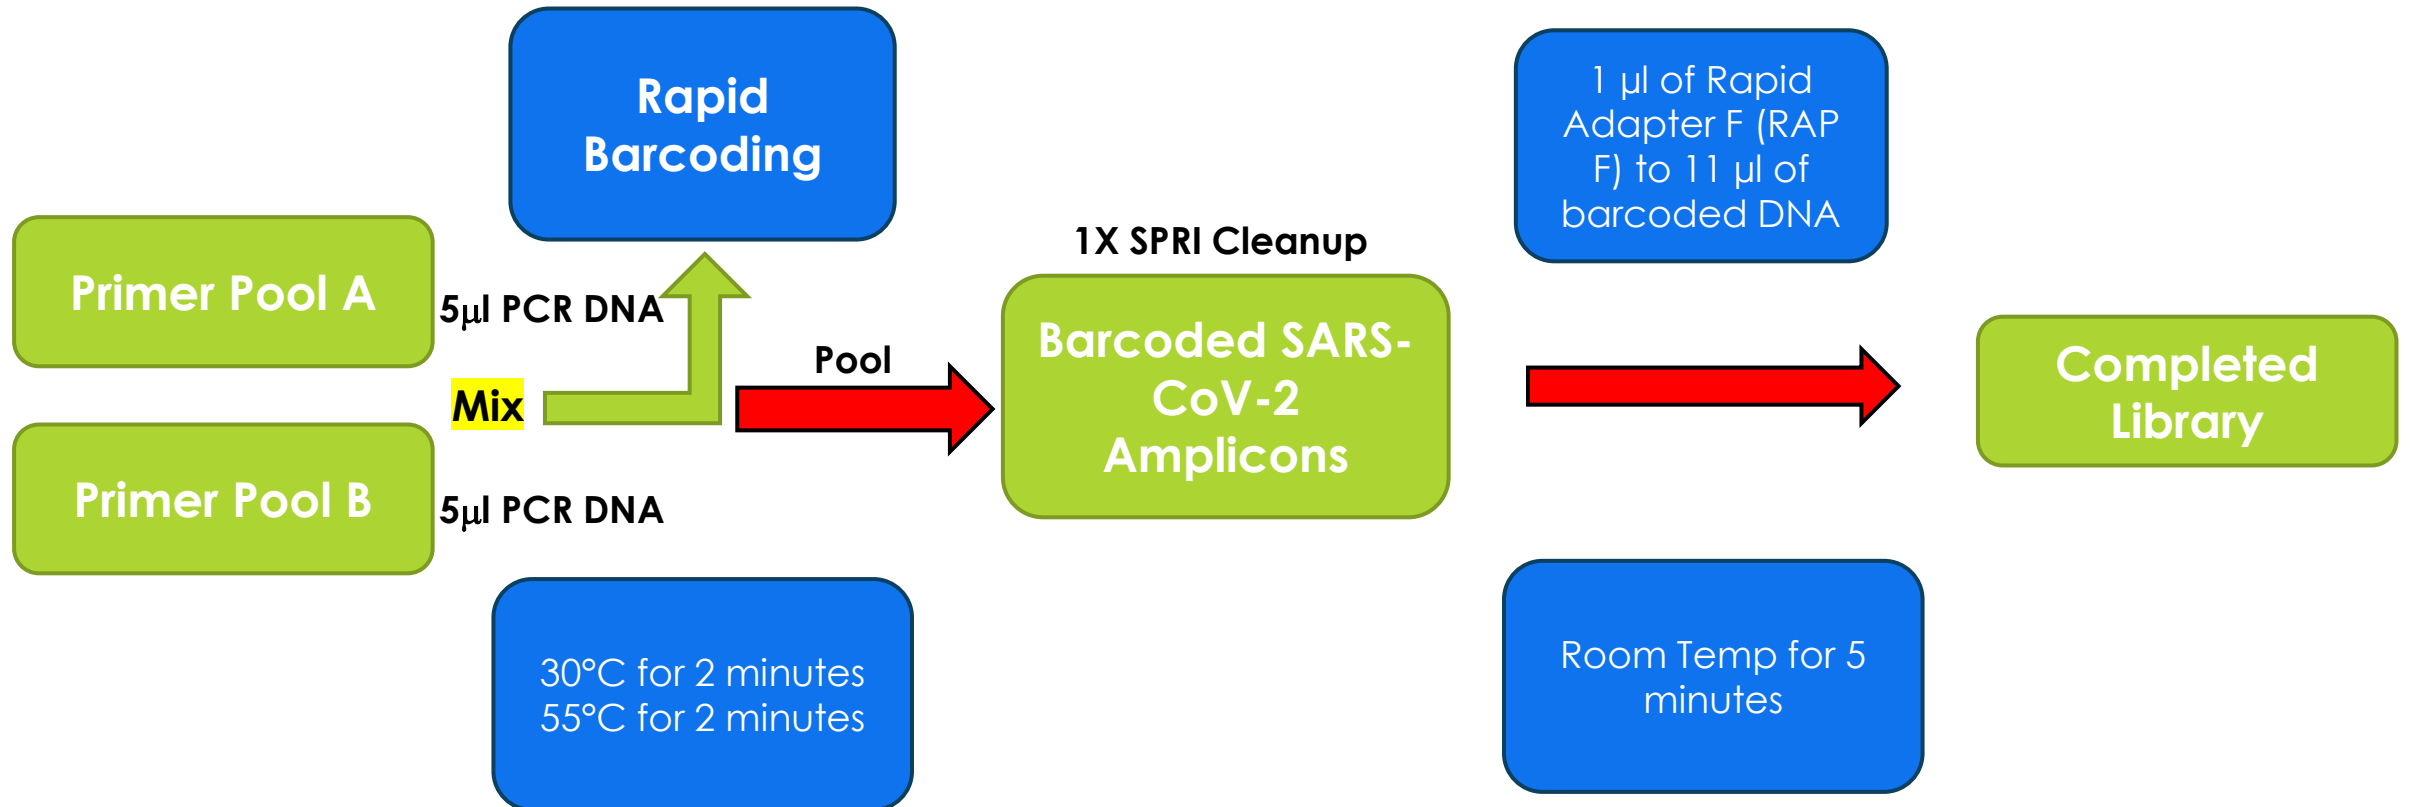 Rapid
Barcoding
1 µl of Rapid
Adapter F (RAP
F) to 11 µl of
barcoded DNA
Primer Pool A
5µl PCR DNA
1X SPRI Cleanup
Mix
Pool
Barcoded SARS-
CoV-2
Amplicons
Completed
Library
Primer Pool B
5µl PCR DNA
30°C for 2 minutes
55°C for 2 minutes
Room Temp for 5
minutes